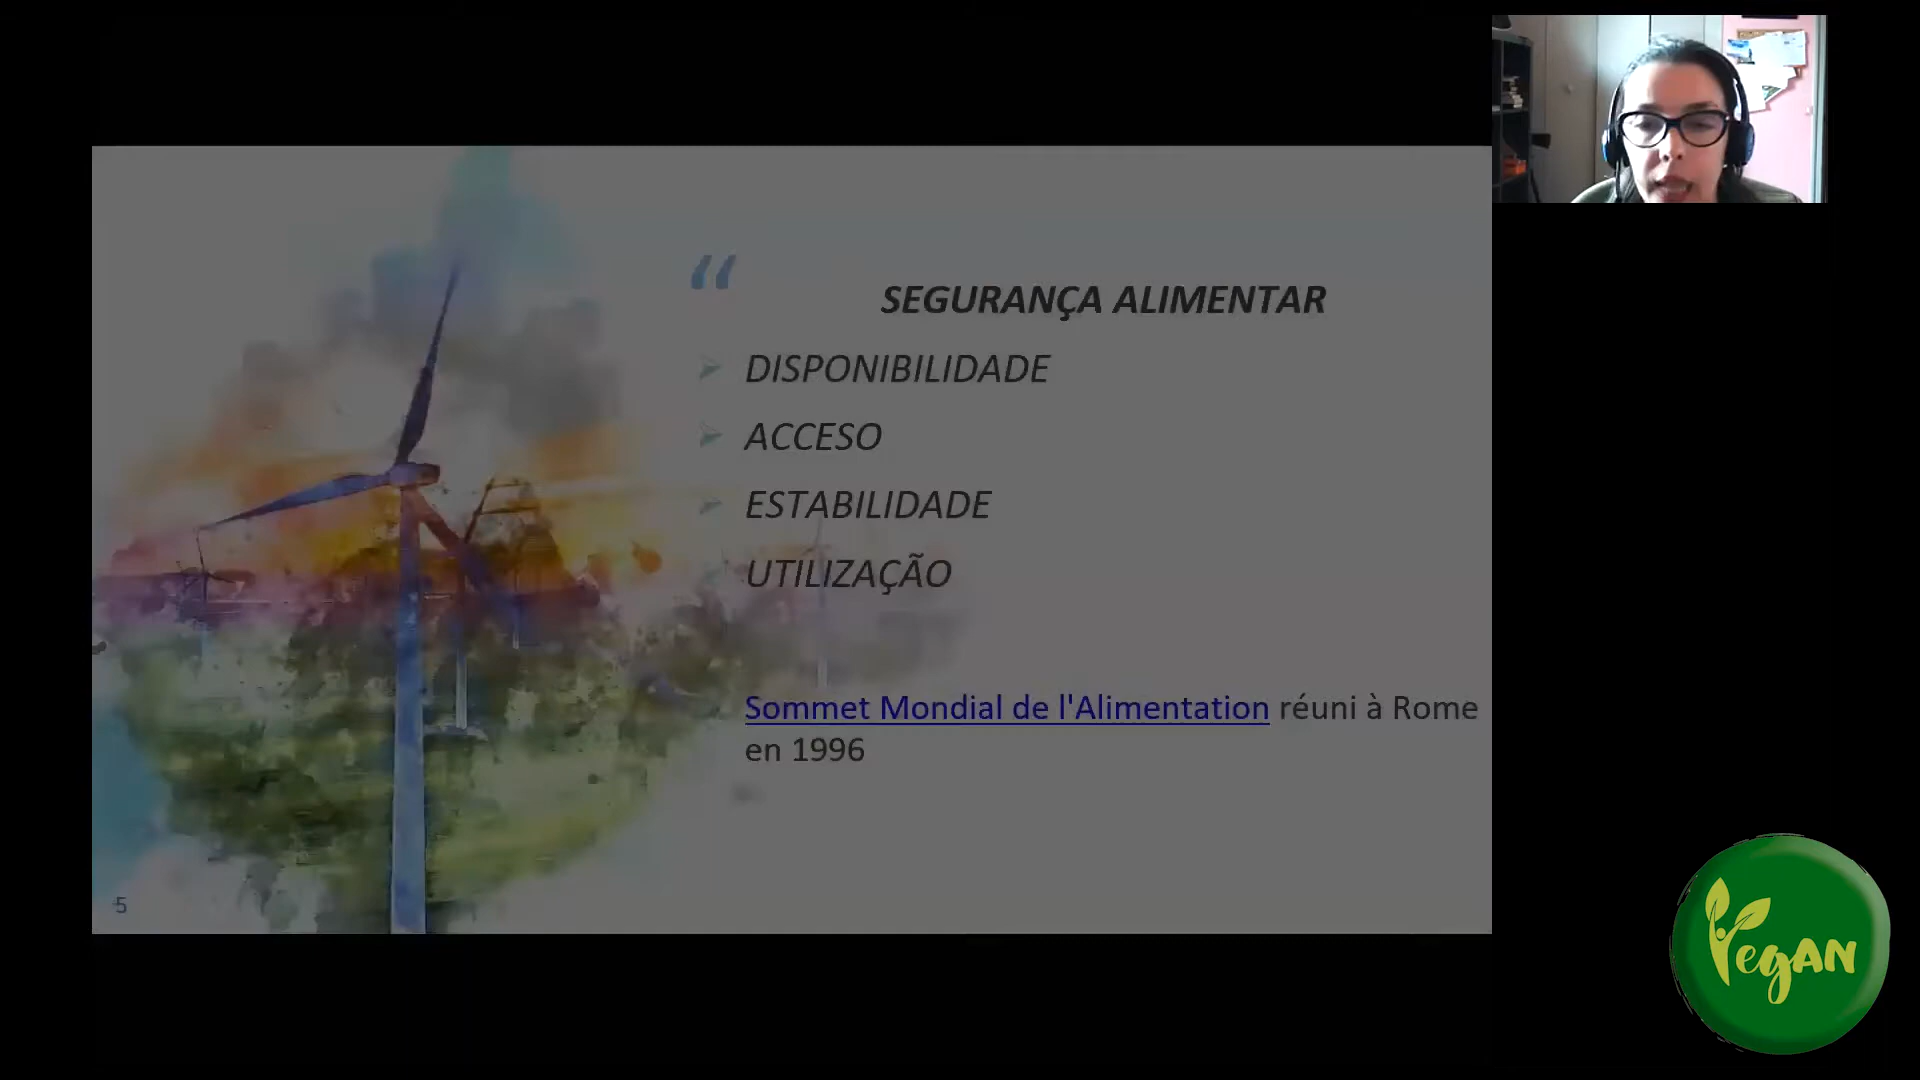 “
SEGURANÇA ALIMENTAR
DISPONIBILIDADE
ACCESO
ESTABILIDADE
UTILIZAÇÃO
Sommet Mondial de l'Alimentation réuni à Rome
en 1996
5
VegAN